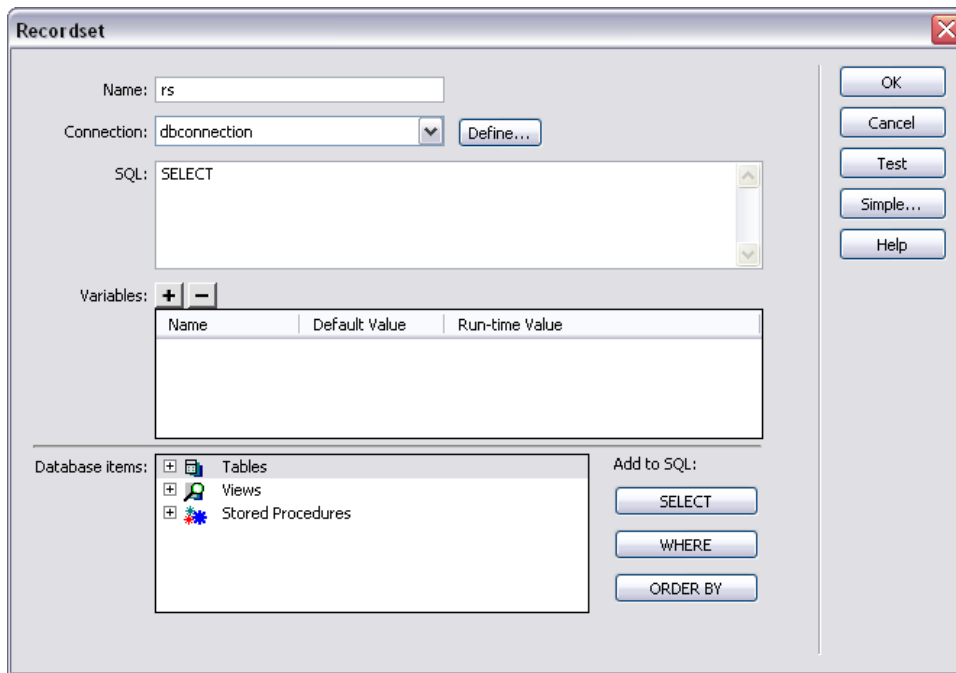 Recordset
Name: rs
OK
Connection: dbconnection Define...
Cancel
SQL: SELECT
Test
Simple...
Help
Variables: + −
Name Default Value Run-time Value
Database items: Tables
Views
Stored Procedures
Add to SQL:
SELECT
WHERE
ORDER BY